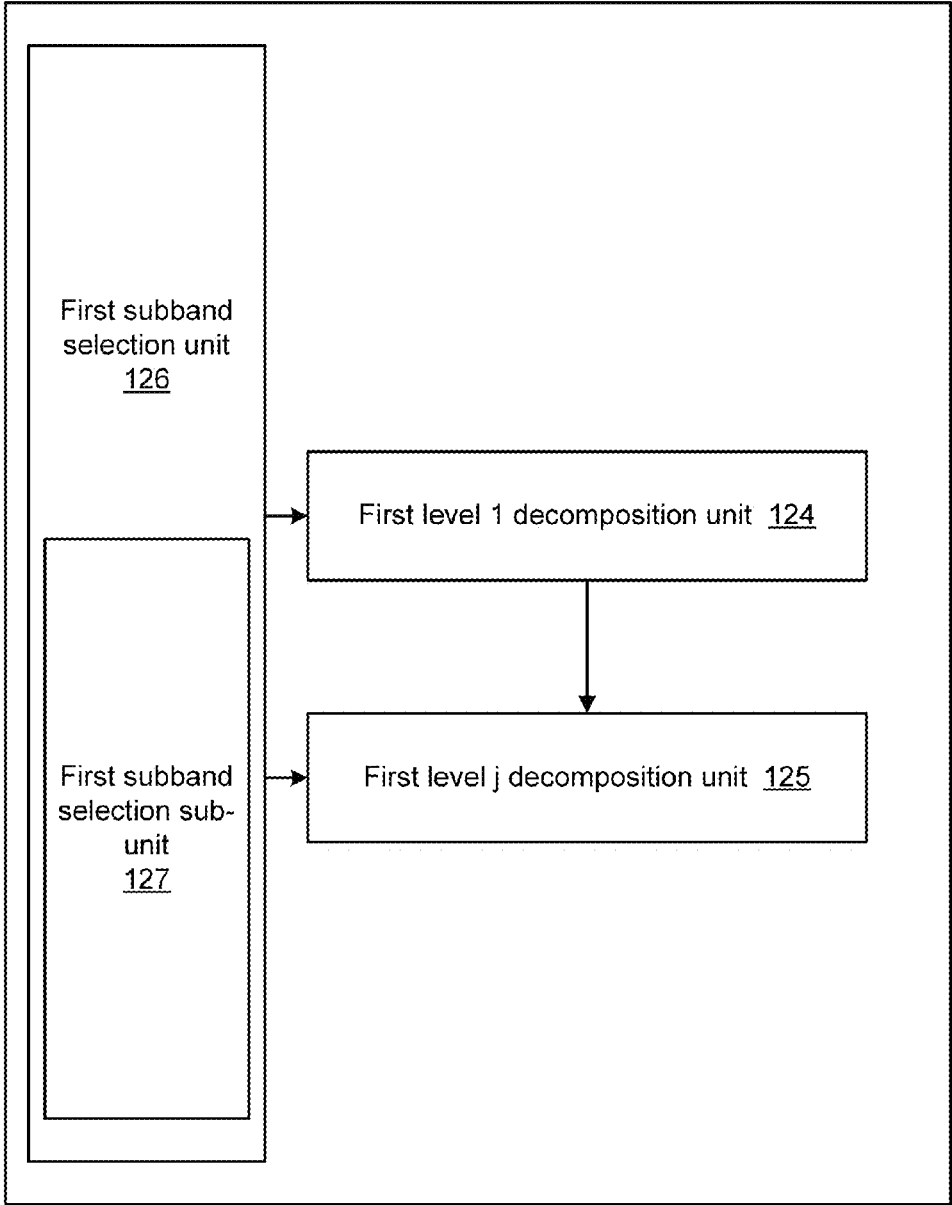 First subband
selection unit
126
First level 1 decomposition unit 124
First level j decomposition unit 125
First subband
selection sub-
unit
127